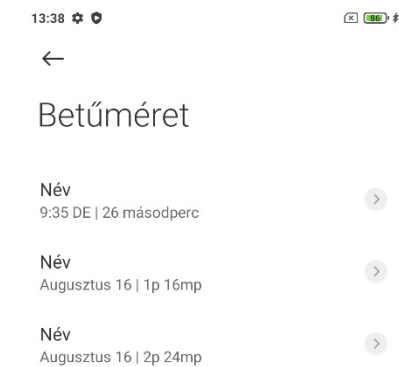 13:38
86
Betűméret
Név
9:35 DE | 26 másodperc
Név
Augusztus 16 | 1p 16mp
Név
Augusztus 16 | 2p 24mp